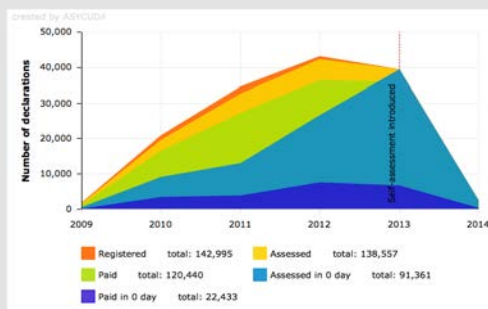 created by ASYCUDA
50,000
40,000
30,000
20,000
10,000
0
Number of declarations
Self-assessment introduced
2009 2010 2011 2012 2013 2014
Registered total: 142,995 Assessed total: 138,557
Paid total: 120,440 Assessed in 0 day total: 91,361
Paid in 0 day total: 22,433